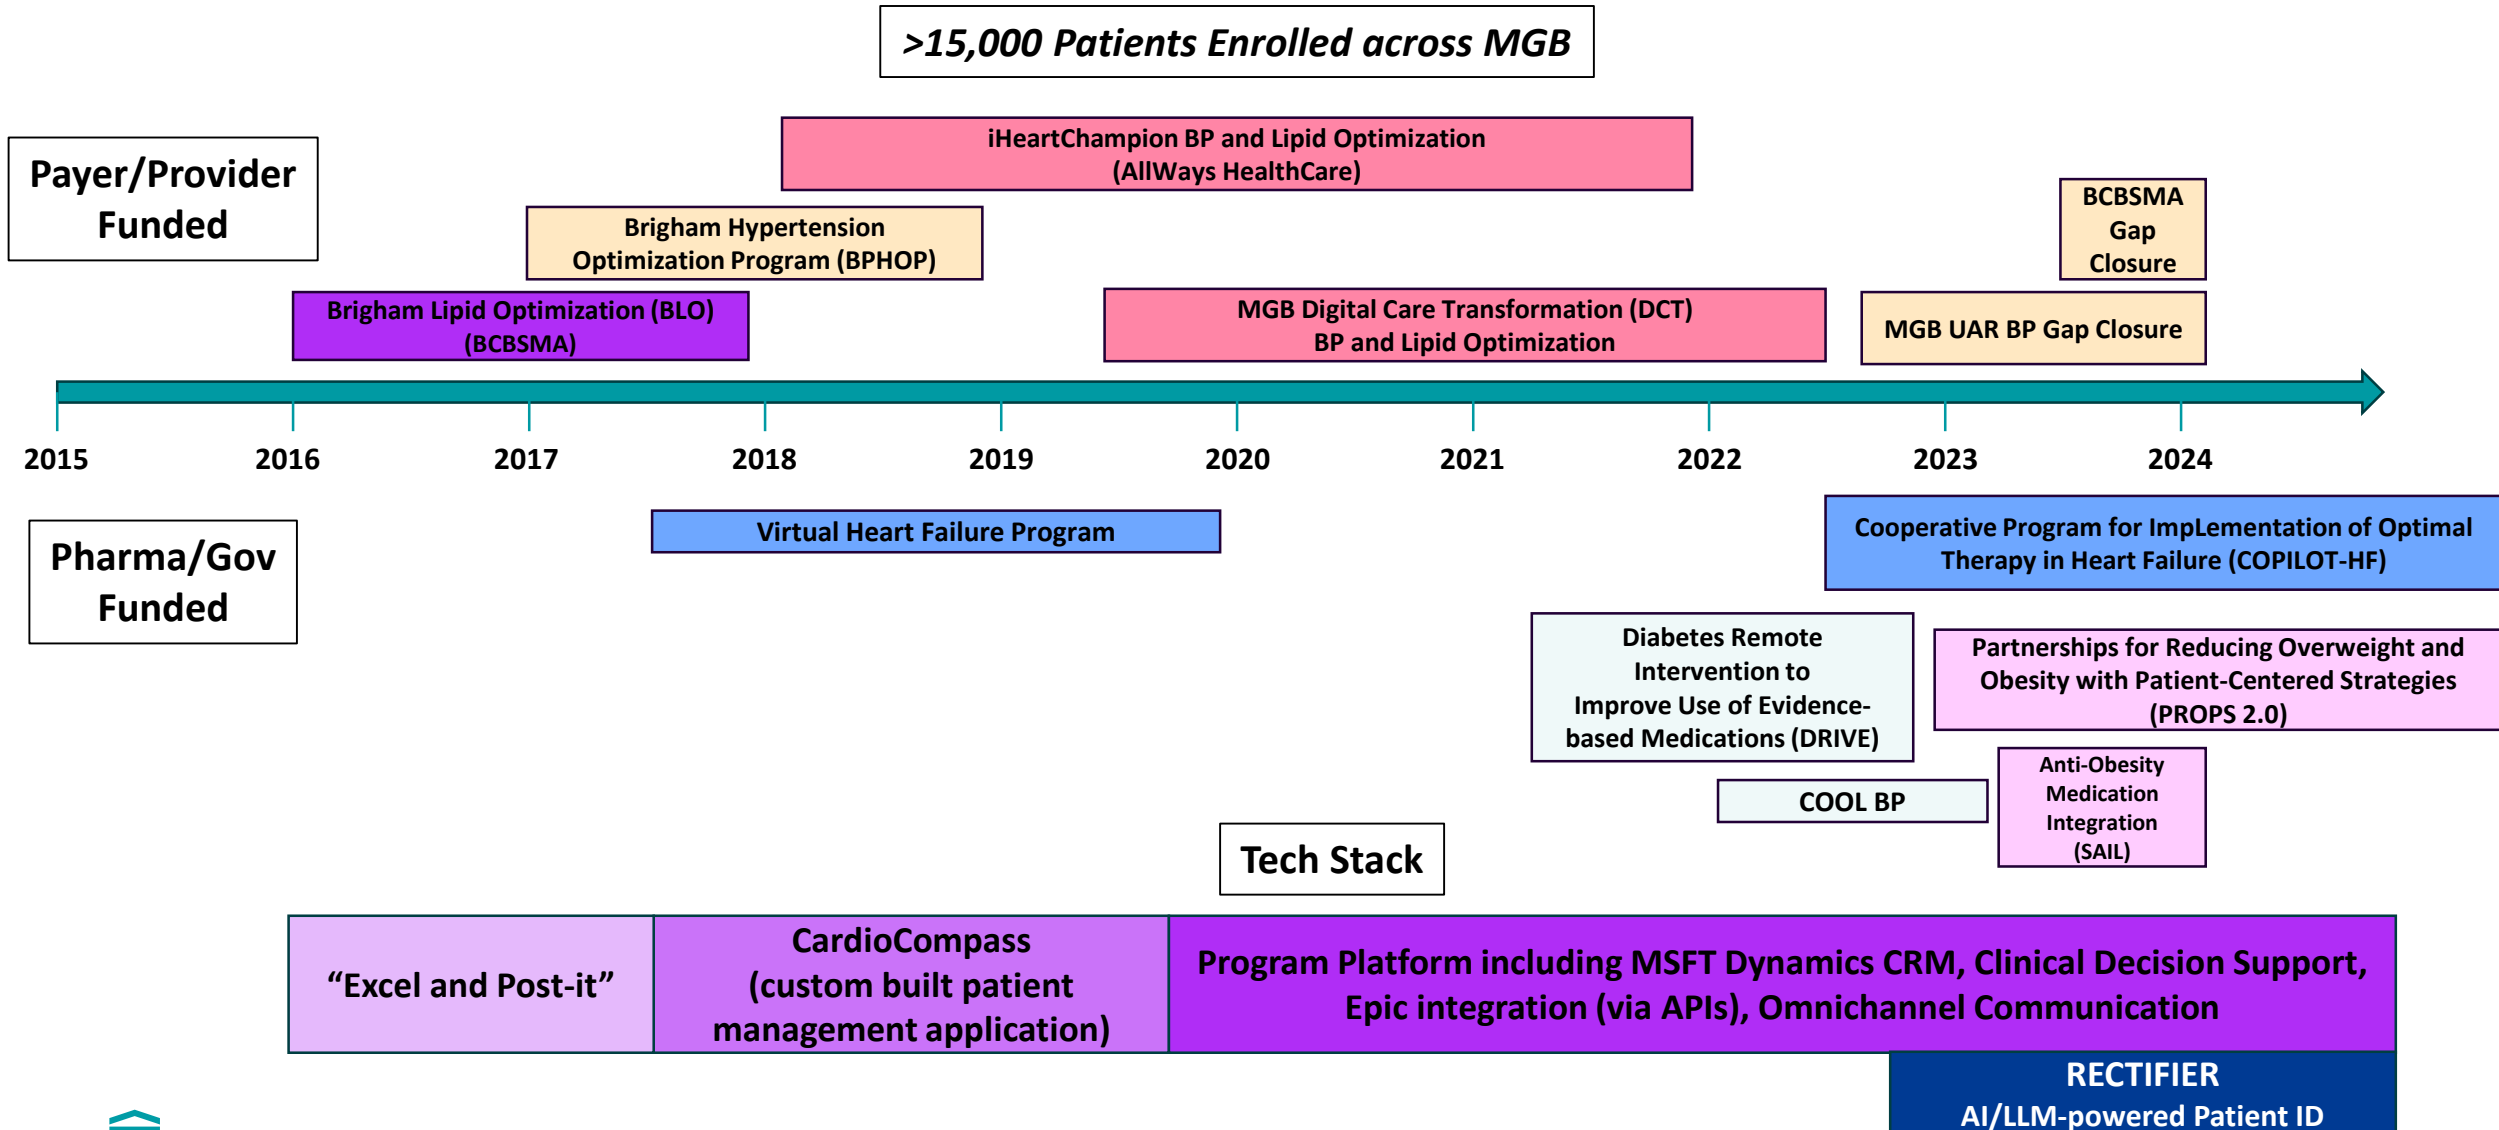 >15,000 Patients Enrolled across MGB
Payer/Provider
Funded
iHeartChampion BP and Lipid Optimization
(AllWays HealthCare)
Brigham Hypertension
Optimization Program (BPHOP)
BCBSMA
Gap
Closure
Brigham Lipid Optimization (BLO)
(BCBSMA)
MGB Digital Care Transformation (DCT)
BP and Lipid Optimization
MGB UAR BP Gap Closure
2015 2016 2017 2018 2019 2020 2021 2022 2023 2024
Pharma/Gov
Funded
Virtual Heart Failure Program
Cooperative Program for ImpLementation of Optimal
Therapy in Heart Failure (COPILOT-HF)
Diabetes Remote
Intervention to
Improve Use of Evidence-
based Medications (DRIVE)
Partnerships for Reducing Overweight and
Obesity with Patient-Centered Strategies
(PROPS 2.0)
COOL BP
Anti-Obesity
Medication
Integration
(SAIL)
Tech Stack
“Excel and Post-it”
CardioCompass
(custom built patient
management application)
Program Platform including MSFT Dynamics CRM, Clinical Decision Support,
Epic integration (via APIs), Omnichannel Communication
RECTIFIER
AI/LLM-powered Patient ID